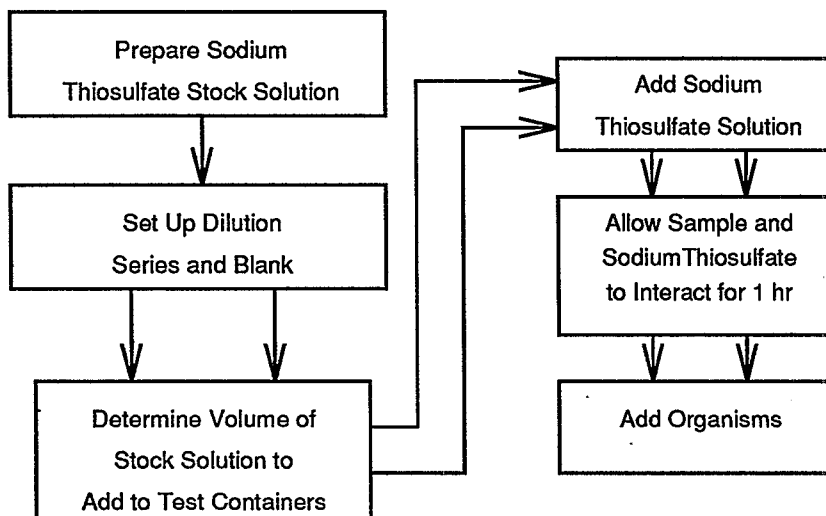 Prepare Sodium
Thiosulfate Stock Solution
Set Up Dilution
Series and Blank
Determine Volume of
Stock Solution to
Add to Test Containers
Add Sodium
Thiosulfate Solution
Allow Sample and
SodiumThiosulfate
to Interact for 1 hr
Add Organisms